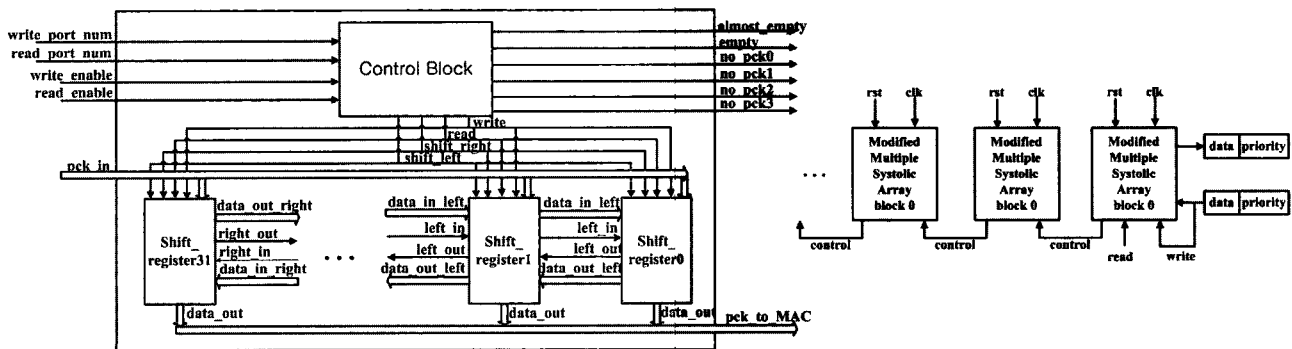 write_port_num
read_port_num
write_enable
read_enable
Control Block
almost_empty
empty
no_pck0
no_pck1
no_pck2
no_pck3
write
read
shift_right
shift_left
pck_in
Shift_
register31
data_out_right
right_out
right_in
data_in_right
...
data_in_left
left_in
left_out
data_out_left
Shift_
register1
data_in_left
left_in
left_out
data_out_left
Shift_
register0
data_out
data_out
data_out
pck_to_MAC
rst clk
rst clk
rst clk
...
Modified
Multiple
Systolic
Array
block 0
Modified
Multiple
Systolic
Array
block 0
Modified
Multiple
Systolic
Array
block 0
data priority
data priority
control
control
control
read
write